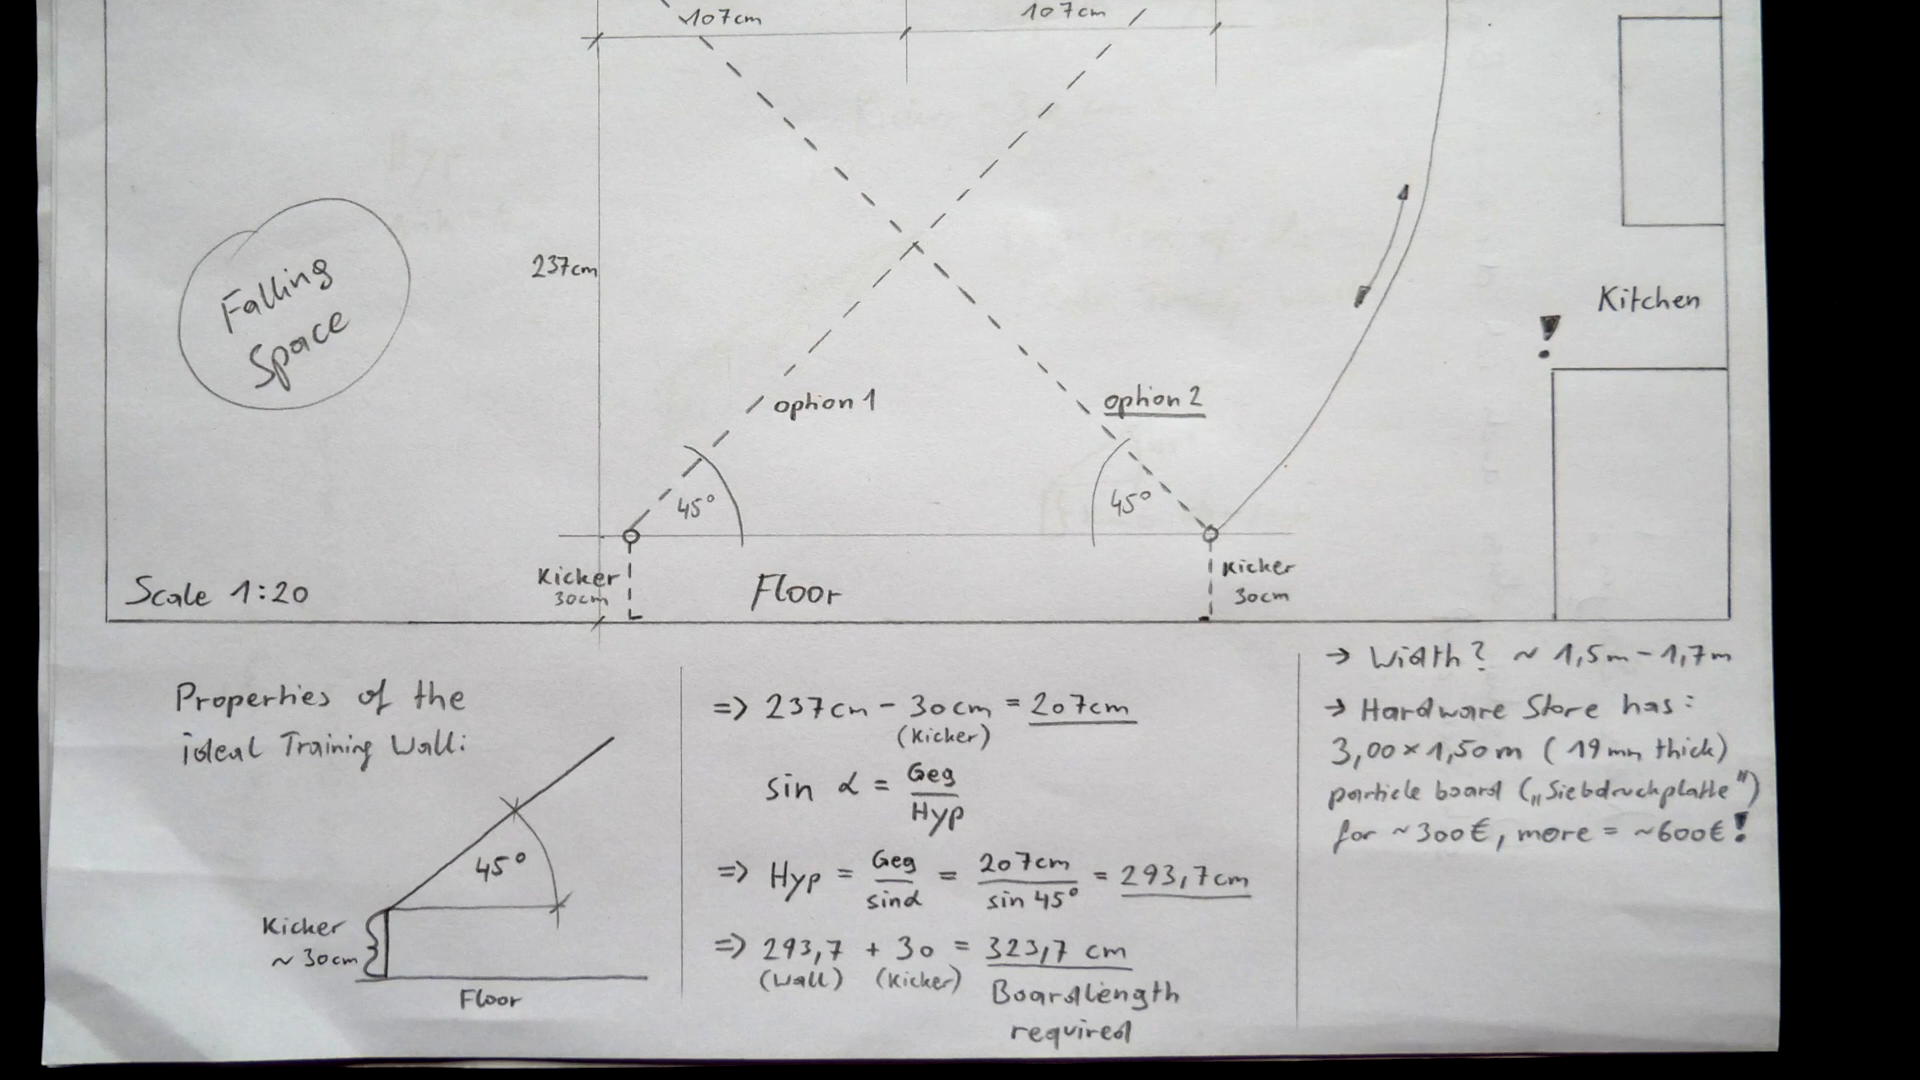 107cm
107cm
237cm
Falling
Space
Kitchen
!
option 1
option 2
45°
45°
Kicker
30cm
Floor
Kicker
30cm
Scale 1:20
Properties of the
ideal Training Wall:
45°
Kicker
~ 30cm
Floor
=> 237cm - 30cm = 207cm
(Kicker)
sin α = Geg
Hyp
=> Hyp = Geg = 207cm = 293,7cm
sinα sin 45°
=> 293,7 + 30 = 323,7 cm
(Wall) (Kicker) Boardlength
required
→ Width? ~ 1,5m - 1,7m
→ Hardware Store has:
3,00 × 1,50m (19mm thick)
particle board („Siebdruckplatte")
for ~300€, more = ~600€!